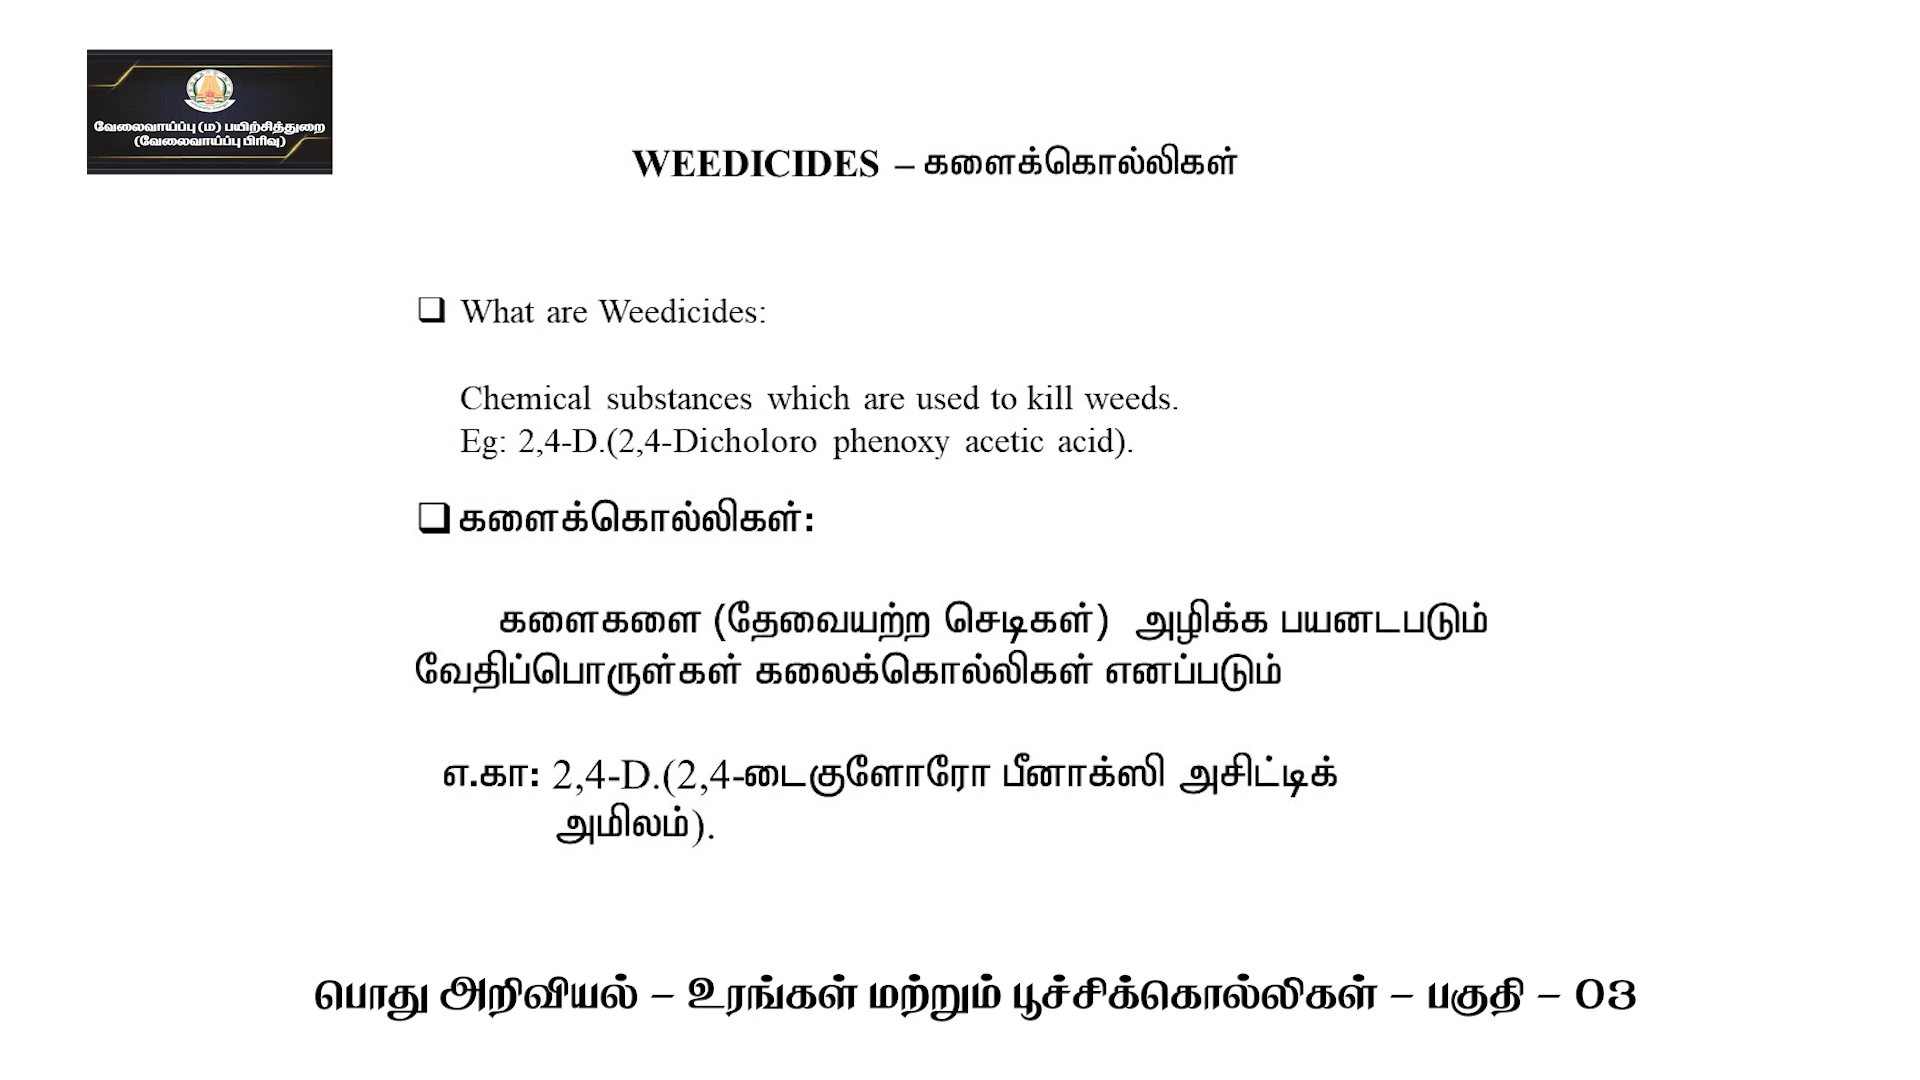 வேலைவாய்ப்பு (ம) பயிற்சித்துறை
(வேலைவாய்ப்பு பிரிவு)
WEEDICIDES – களைக்கொல்லிகள்
What are Weedicides:
Chemical substances which are used to kill weeds.
Eg: 2,4-D.(2,4-Dicholoro phenoxy acetic acid).
களைக்கொல்லிகள்:
களைகளை (தேவையற்ற செடிகள்) அழிக்க பயனடபடும்
வேதிப்பொருள்கள் கலைக்கொல்லிகள் எனப்படும்
எ.கா: 2,4-D.(2,4-டைகுளோரோ பீனாக்ஸி அசிட்டிக்
அமிலம்).
பொது அறிவியல் – உரங்கள் மற்றும் பூச்சிக்கொல்லிகள் – பகுதி – 03